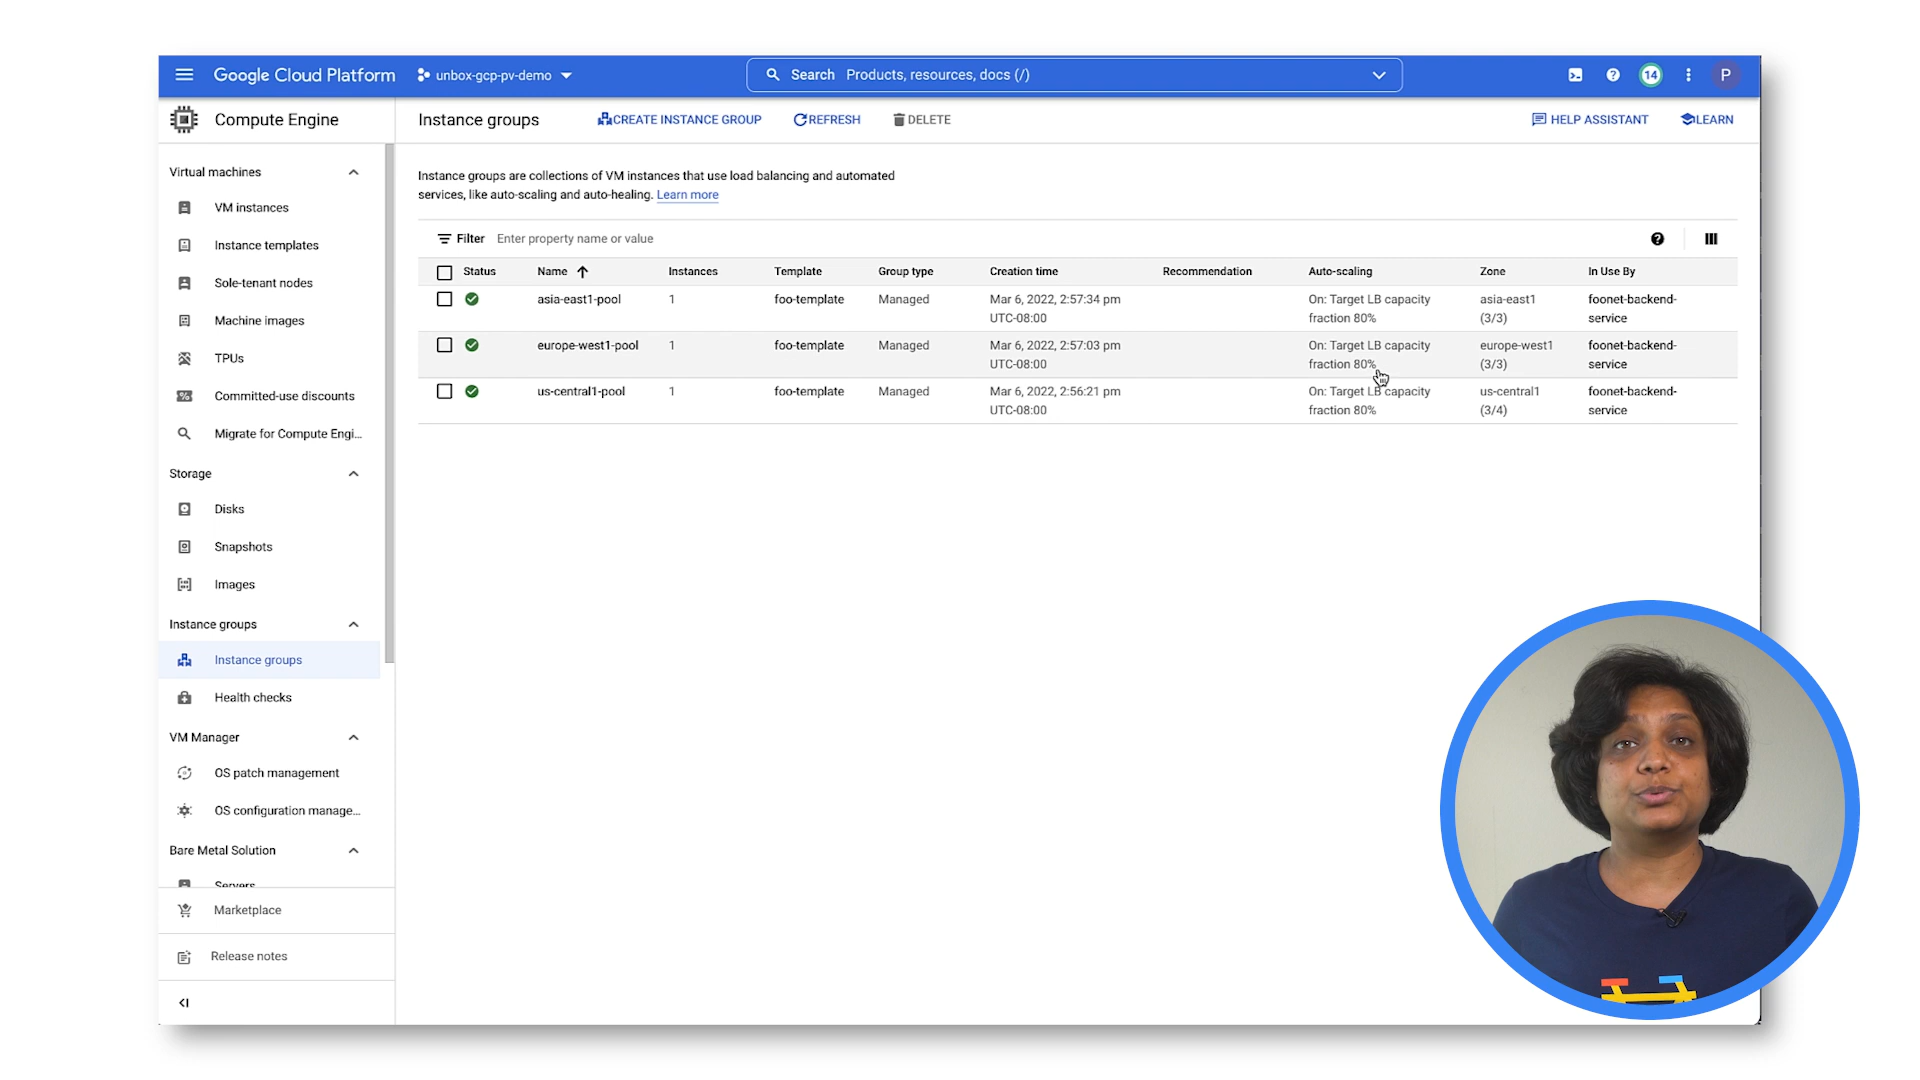 Google Cloud Platform
unbox-gcp-pv-demo
Search Products, resources, docs (/)
14
P
Compute Engine
Instance groups
CREATE INSTANCE GROUP
REFRESH
DELETE
HELP ASSISTANT
LEARN
Virtual machines
VM instances
Instance templates
Sole-tenant nodes
Machine images
TPUs
Committed-use discounts
Migrate for Compute Engi...
Storage
Disks
Snapshots
Images
Instance groups
Instance groups
Health checks
VM Manager
OS patch management
OS configuration manage...
Bare Metal Solution
Servers
Marketplace
Release notes
Instance groups are collections of VM instances that use load balancing and automated
services, like auto-scaling and auto-healing. Learn more
Filter Enter property name or value
Status Name Instances Template Group type Creation time Recommendation Auto-scaling Zone In Use By
asia-east1-pool 1 foo-template Managed Mar 6, 2022, 2:57:34 pm On: Target LB capacity asia-east1 foonet-backend-
UTC-08:00 fraction 80% (3/3) service
europe-west1-pool 1 foo-template Managed Mar 6, 2022, 2:57:03 pm On: Target LB capacity europe-west1 foonet-backend-
UTC-08:00 fraction 80% (3/3) service
us-central1-pool 1 foo-template Managed Mar 6, 2022, 2:56:21 pm On: Target LB capacity us-central1 foonet-backend-
UTC-08:00 fraction 80% (3/4) service